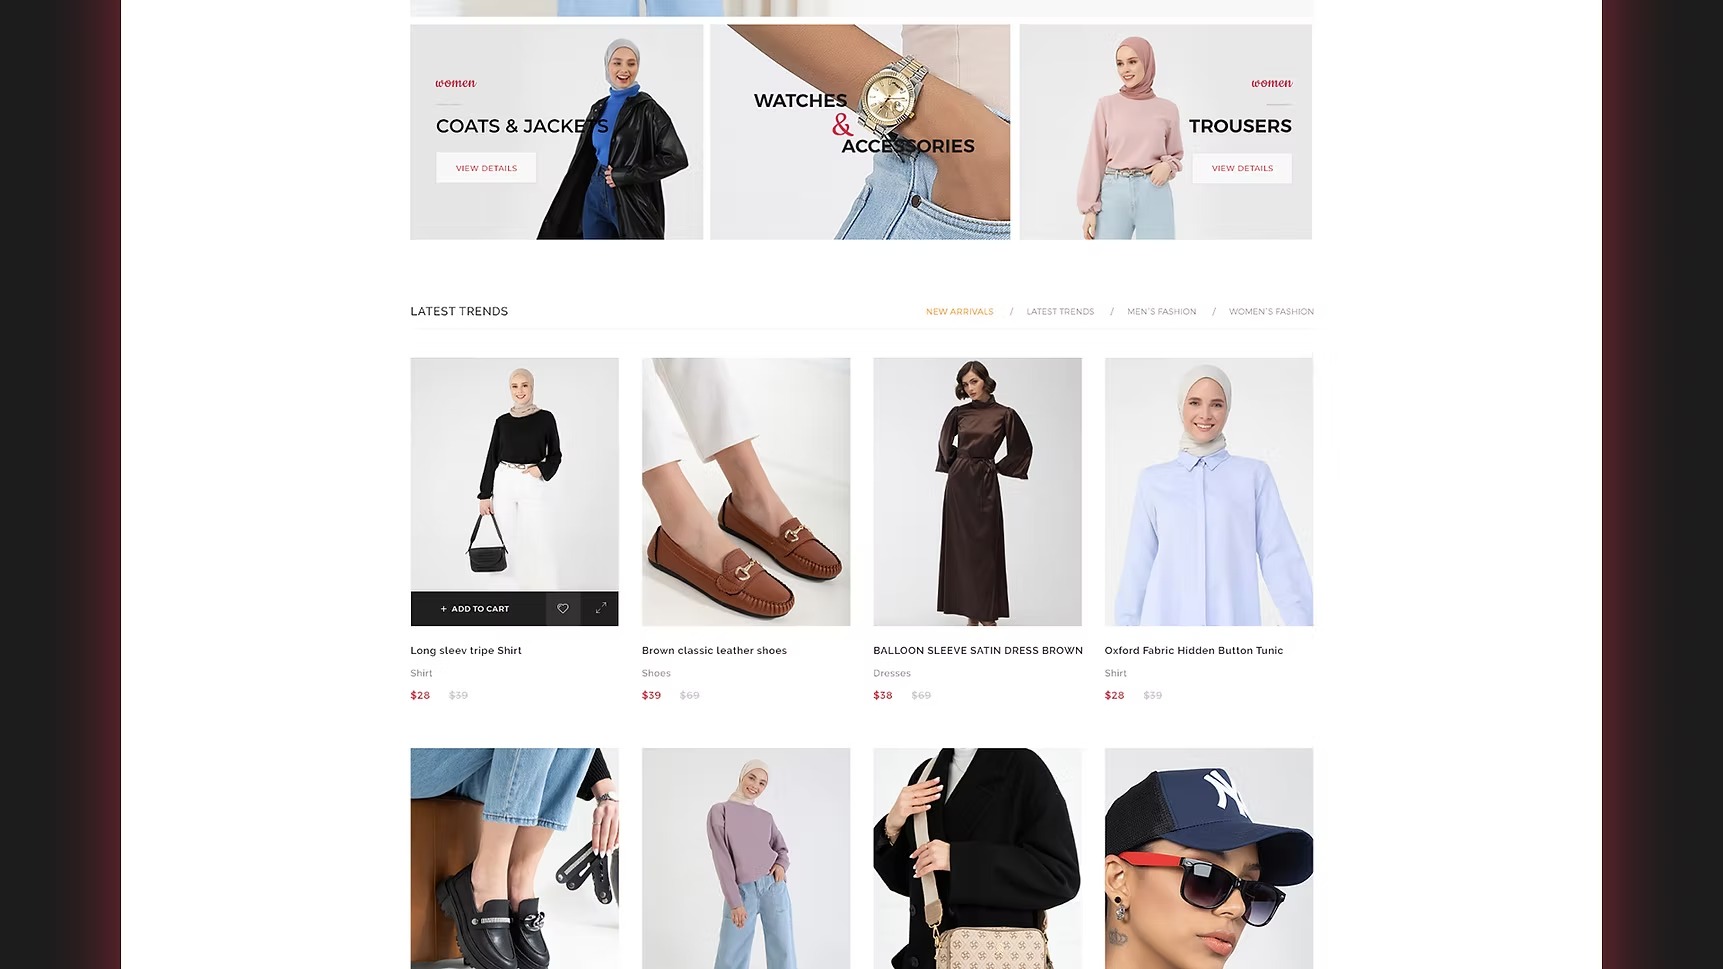 women
COATS & JACKETS
VIEW DETAILS
WATCHES
&
ACCESSORIES
women
TROUSERS
VIEW DETAILS
LATEST TRENDS
NEW ARRIVALS / LATEST TRENDS / MEN'S FASHION / WOMEN'S FASHION
+ ADD TO CART
Long sleev tripe Shirt
Shirt
$28 $39
Brown classic leather shoes
Shoes
$39 $69
BALLOON SLEEVE SATIN DRESS BROWN
Dresses
$38 $69
Oxford Fabric Hidden Button Tunic
Shirt
$28 $39
NY